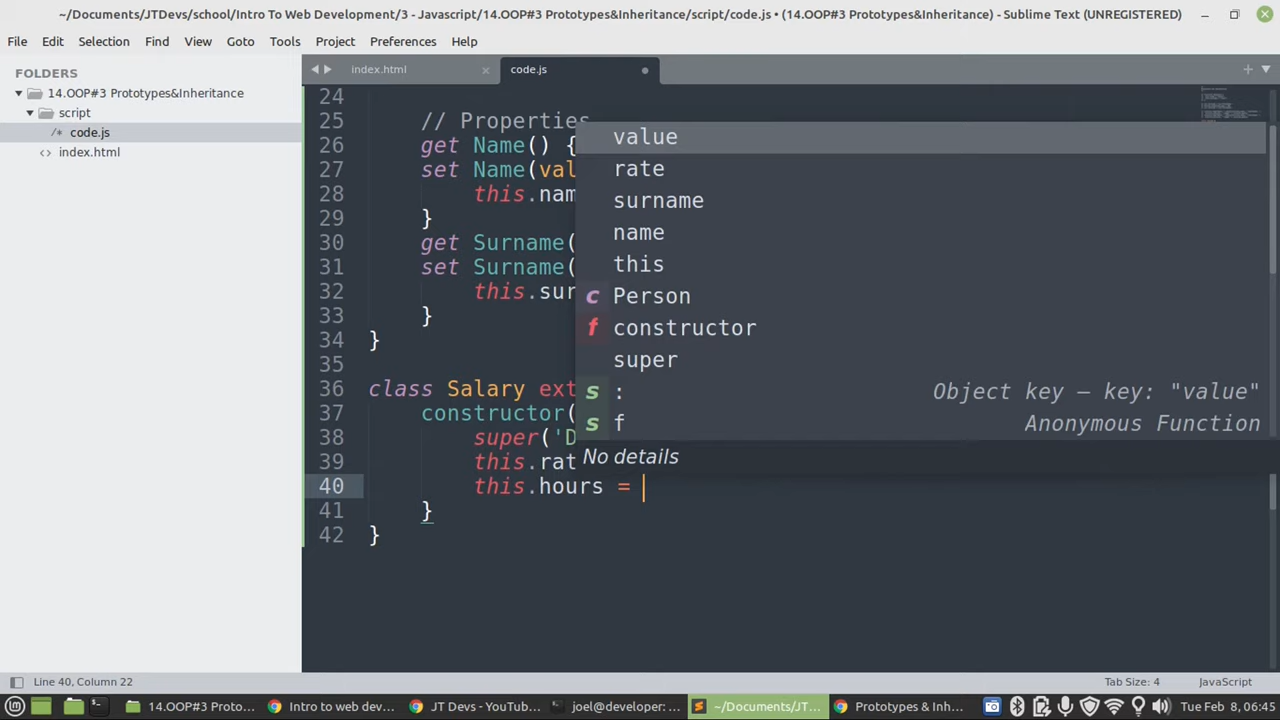 ~/Documents/JTDevs/school/Intro To Web Development/3 - Javascript/14.OOP#3 Prototypes&Inheritance/script/code.js • (14.OOP#3 Prototypes&Inheritance) - Sublime Text (UNREGISTERED)
File Edit Selection Find View Goto Tools Project Preferences Help
FOLDERS
14.OOP#3 Prototypes&Inheritance
script
/* code.js
<> index.html
index.html
code.js
24
25 // Properties
26 get Name() {
27 set Name(val
28 this.nam
29 }
30 get Surname(
31 set Surname(
32 this.sur
33 }
34 }
35
36 class Salary ext
37 constructor(
38 super('D
39 this.rat
40 this.hours =
41 }
42 }
value
rate
surname
name
this
c Person
f constructor
super
s : Object key — key: "value"
s f Anonymous Function
No details
Line 40, Column 22
Tab Size: 4
JavaScript
14.OOP#3 Proto...
Intro to web dev...
JT Devs - YouTub...
joel@developer: ...
~/Documents/JT...
Prototypes & Inh...
Tue Feb 8, 06:45